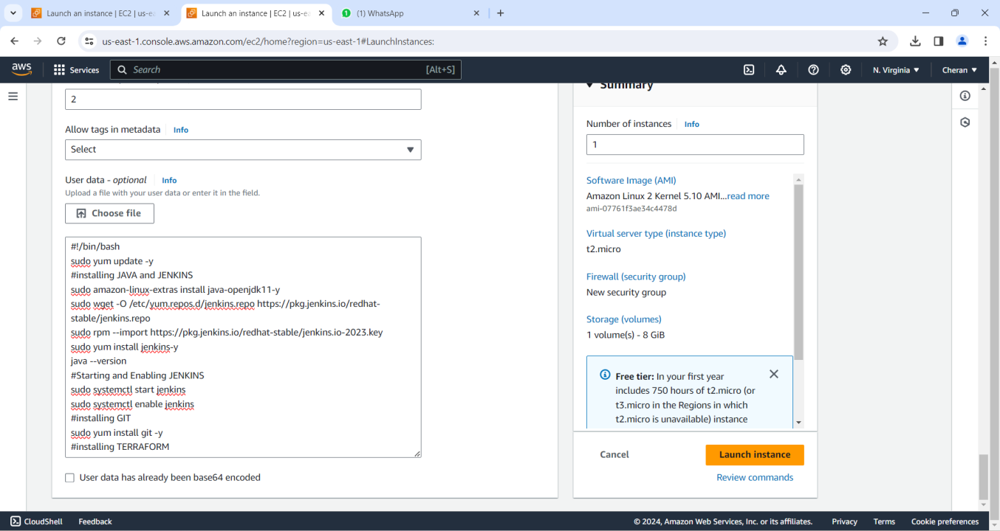 Launch an instance | EC2 | us-ea
Launch an instance | EC2 | us-ea
(1) WhatsApp
us-east-1.console.aws.amazon.com/ec2/home?region=us-east-1#LaunchInstances:
aws
Services
Search
[Alt+S]
N. Virginia
Cheran
2
Allow tags in metadata
Info
Select
User data - optional
Info
Upload a file with your user data or enter it in the field.
Choose file
#!/bin/bash
sudo yum update -y
#installing JAVA and JENKINS
sudo amazon-linux-extras install java-openjdk11-y
sudo wget -O /etc/yum.repos.d/jenkins.repo https://pkg.jenkins.io/redhat-
stable/jenkins.repo
sudo rpm --import https://pkg.jenkins.io/redhat-stable/jenkins.io-2023.key
sudo yum install jenkins-y
java --version
#Starting and Enabling JENKINS
sudo systemctl start jenkins
sudo systemctl enable jenkins
#installing GIT
sudo yum install git -y
#installing TERRAFORM
User data has already been base64 encoded
Summary
Number of instances
Info
1
Software Image (AMI)
Amazon Linux 2 Kernel 5.10 AMI...read more
ami-07761f3ae34c4478d
Virtual server type (instance type)
t2.micro
Firewall (security group)
New security group
Storage (volumes)
1 volume(s) - 8 GiB
Free tier: In your first year
includes 750 hours of t2.micro (or
t3.micro in the Regions in which
t2.micro is unavailable) instance
Cancel
Launch instance
Review commands
CloudShell
Feedback
© 2024, Amazon Web Services, Inc. or its affiliates.
Privacy
Terms
Cookie preferences